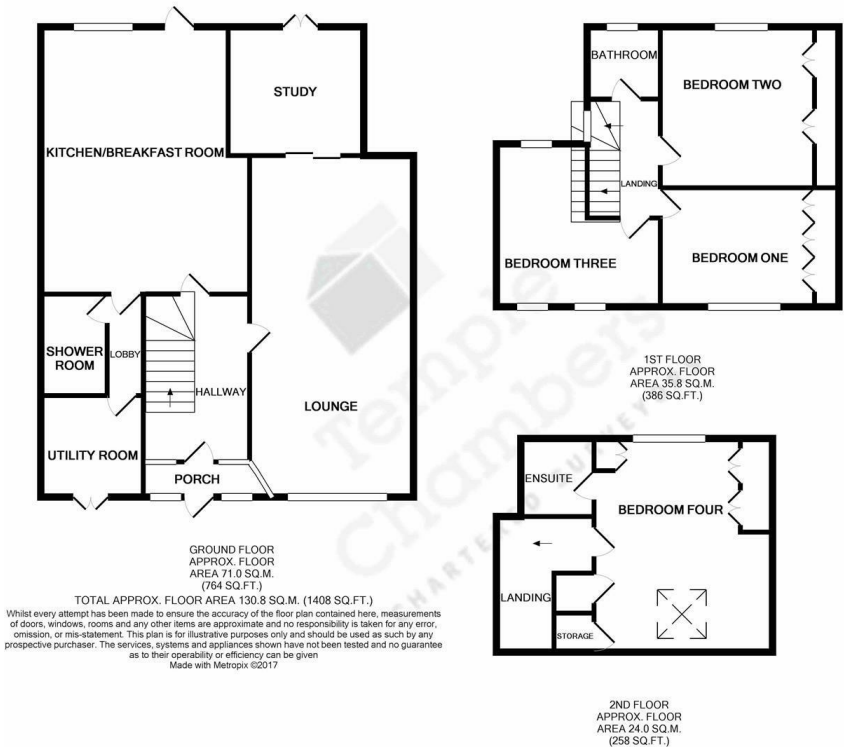 KITCHEN/BREAKFAST ROOM
STUDY
SHOWER
ROOM
LOBBY
HALLWAY
LOUNGE
UTILITY ROOM
PORCH
GROUND FLOOR
APPROX. FLOOR
AREA 71.0 SQ.M.
(764 SQ.FT.)
BATHROOM
BEDROOM TWO
LANDING
BEDROOM THREE
BEDROOM ONE
1ST FLOOR
APPROX. FLOOR
AREA 35.8 SQ.M.
(386 SQ.FT.)
ENSUITE
BEDROOM FOUR
LANDING
STORAGE
2ND FLOOR
APPROX. FLOOR
AREA 24.0 SQ.M.
(258 SQ.FT.)
TOTAL APPROX. FLOOR AREA 130.8 SQ.M. (1408 SQ.FT.)
Whilst every attempt has been made to ensure the accuracy of the floor plan contained here, measurements
of doors, windows, rooms and any other items are approximate and no responsibility is taken for any error,
omission, or mis-statement. This plan is for illustrative purposes only and should be used as such by any
prospective purchaser. The services, systems and appliances shown have not been tested and no guarantee
as to their operability or efficiency can be given
Made with Metropix ©2017
Temple
Chambers
CHARTERED SURVEY